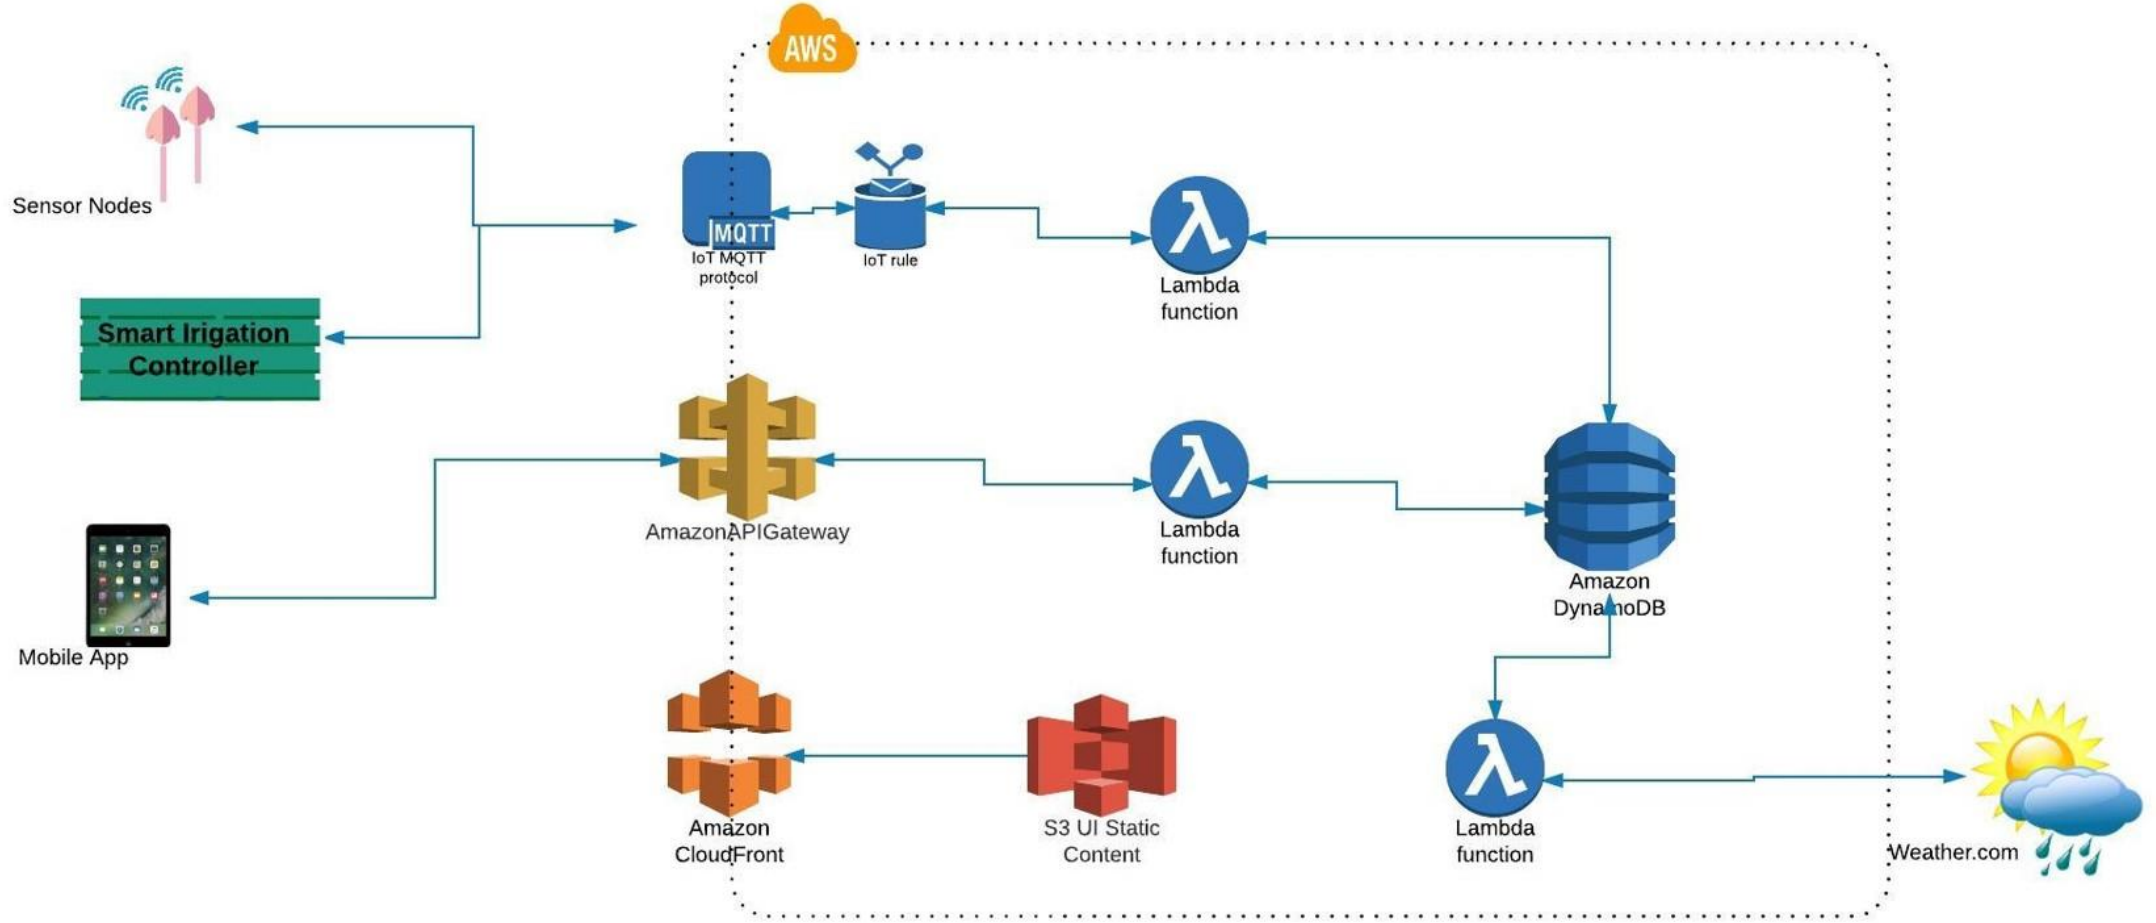 AWS
Sensor Nodes
MQTT
IoT MQTT
protocol
IoT rule
Lambda
function
Smart Irigation
Controller
AmazonAPIGateway
Lambda
function
Amazon
DynamoDB
Mobile App
Amazon
CloudFront
S3 UI Static
Content
Lambda
function
Weather.com